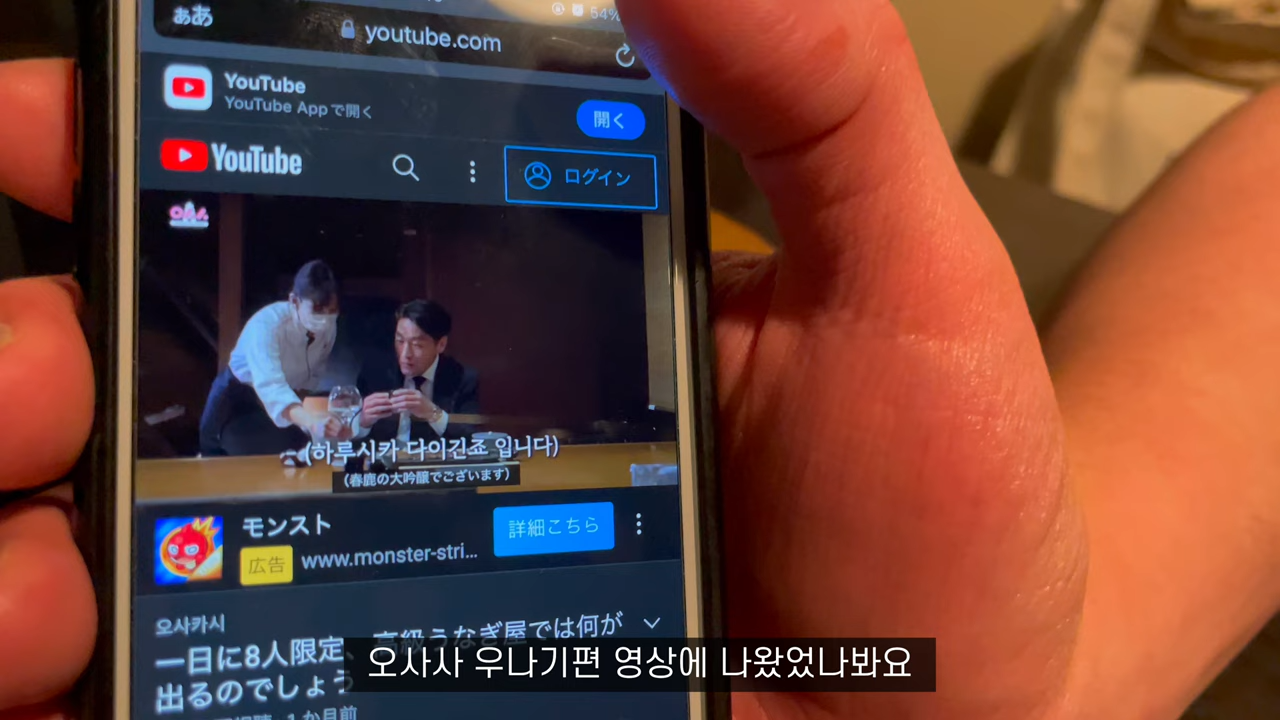 ぁあ
54%
youtube.com
YouTube
YouTube App で開く
開く
YouTube
ログイン
(하루시카 다이긴죠 입니다)
(春鹿の大吟醸でございます)
モンスト
広告 www.monster-stri...
詳細こちら
오사카시
一日に8人限定、高級うなぎ屋では何が
出るのでしょう
1 か月前
오사사 우나기편 영상에 나왔었나봐요